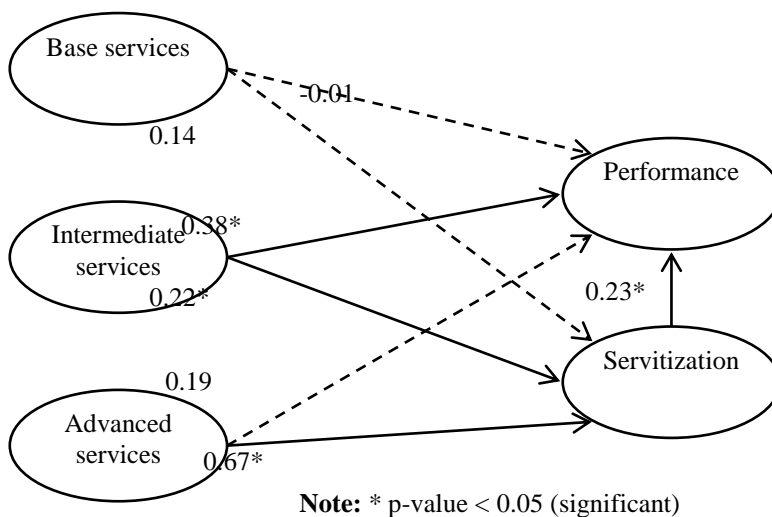 Base services
-0.01
0.14
Performance
0.38*
Intermediate
services
0.22*
0.23*
Servitization
0.19
Advanced
services
0.67*
Note: * p-value < 0.05 (significant)